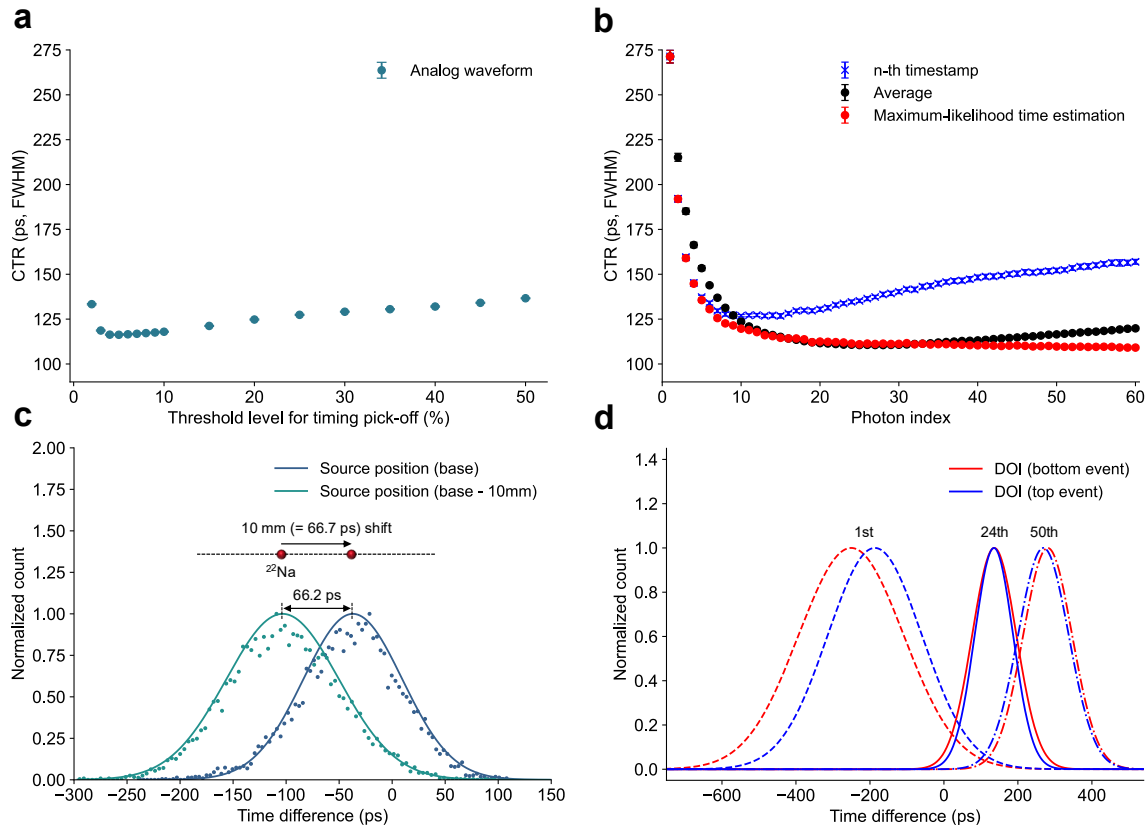 a
275
250
225
200
175
150
125
100
CTR (ps, FWHM)
Analog waveform
0 10 20 30 40 50
Threshold level for timing pick-off (%)
b
275
250
225
200
175
150
125
100
CTR (ps, FWHM)
n-th timestamp
Average
Maximum-likelihood time estimation
0 10 20 30 40 50 60
Photon index
c
2.00
1.75
1.50
1.25
1.00
0.75
0.50
0.25
0.00
Normalized count
Source position (base)
Source position (base - 10mm)
10 mm (= 66.7 ps) shift
²²Na
66.2 ps
−300 −250 −200 −150 −100 −50 0 50 100 150
Time difference (ps)
d
1.4
1.2
1.0
0.8
0.6
0.4
0.2
0.0
Normalized count
DOI (bottom event)
DOI (top event)
1st 24th 50th
−600 −400 −200 0 200 400
Time difference (ps)